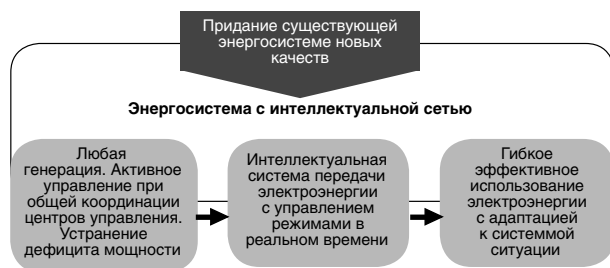 Придание существующей
энергосистеме новых
качеств
Энергосистема с интеллектуальной сетью
Любая
генерация. Активное
управление при
общей координации
центров управления.
Устранение
дефицита мощности
Интеллектуальная
система передачи
электроэнергии
с управлением
режимами в
реальном времени
Гибкое
эффективное
использование
электроэнергии
с адаптацией
к системмой
ситуации